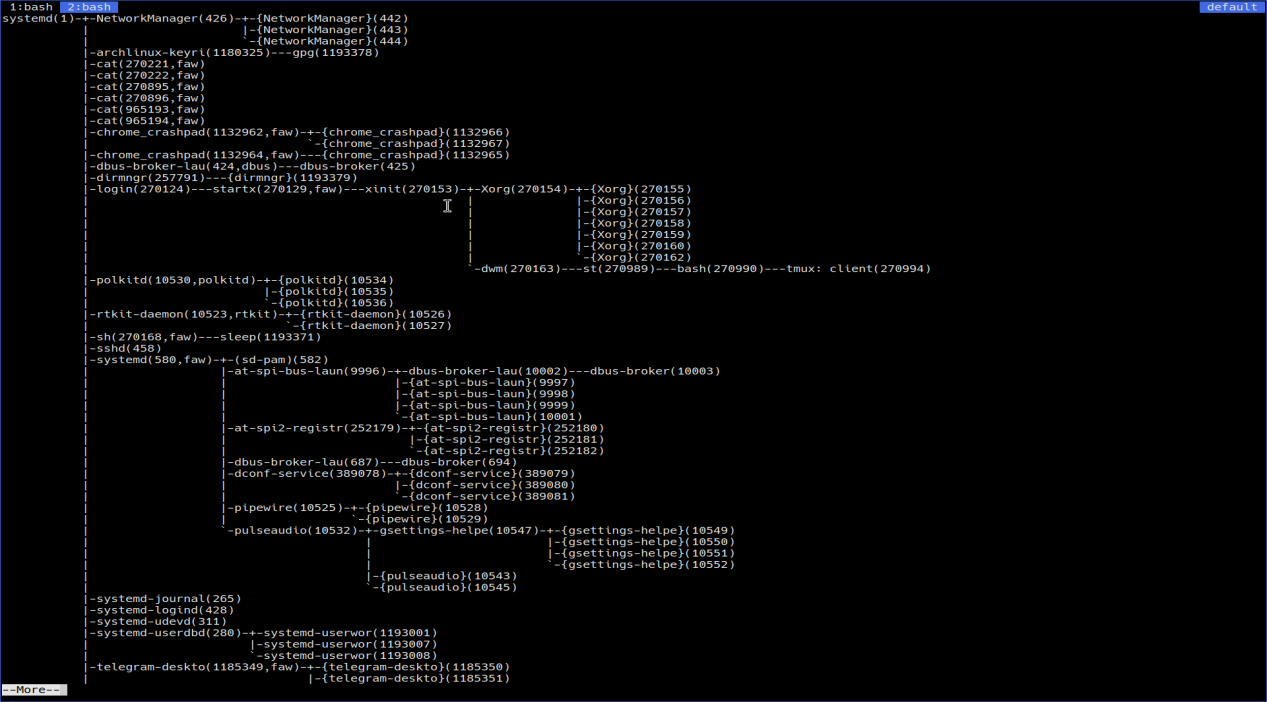 1:bash 2:bash default
systemd(1)-+-NetworkManager(426)-+-{NetworkManager}(442)
           |                     |-{NetworkManager}(443)
           |                     `-{NetworkManager}(444)
           |-archlinux-keyri(1180325)---gpg(1193378)
           |-cat(270221,faw)
           |-cat(270222,faw)
           |-cat(270895,faw)
           |-cat(270896,faw)
           |-cat(965193,faw)
           |-cat(965194,faw)
           |-chrome_crashpad(1132962,faw)-+-{chrome_crashpad}(1132966)
           |                              `-{chrome_crashpad}(1132967)
           |-chrome_crashpad(1132964,faw)---{chrome_crashpad}(1132965)
           |-dbus-broker-lau(424,dbus)---dbus-broker(425)
           |-dirmngr(257791)---{dirmngr}(1193379)
           |-login(270124)---startx(270129,faw)---xinit(270153)-+-Xorg(270154)-+-{Xorg}(270155)
           |                                                    |              |-{Xorg}(270156)
           |                                                    |              |-{Xorg}(270157)
           |                                                    |              |-{Xorg}(270158)
           |                                                    |              |-{Xorg}(270159)
           |                                                    |              |-{Xorg}(270160)
           |                                                    |              `-{Xorg}(270162)
           |                                                    `-dwm(270163)---st(270989)---bash(270990)---tmux: client(270994)
           |-polkitd(10530,polkitd)-+-{polkitd}(10534)
           |                        |-{polkitd}(10535)
           |                        `-{polkitd}(10536)
           |-rtkit-daemon(10523,rtkit)-+-{rtkit-daemon}(10526)
           |                           `-{rtkit-daemon}(10527)
           |-sh(270168,faw)---sleep(1193371)
           |-sshd(458)
           |-systemd(580,faw)-+-(sd-pam)(582)
           |                  |-at-spi-bus-laun(9996)-+-dbus-broker-lau(10002)---dbus-broker(10003)
           |                  |                       |-{at-spi-bus-laun}(9997)
           |                  |                       |-{at-spi-bus-laun}(9998)
           |                  |                       |-{at-spi-bus-laun}(9999)
           |                  |                       `-{at-spi-bus-laun}(10001)
           |                  |-at-spi2-registr(252179)-+-{at-spi2-registr}(252180)
           |                  |                         |-{at-spi2-registr}(252181)
           |                  |                         `-{at-spi2-registr}(252182)
           |                  |-dbus-broker-lau(687)---dbus-broker(694)
           |                  |-dconf-service(389078)-+-{dconf-service}(389079)
           |                  |                       |-{dconf-service}(389080)
           |                  |                       `-{dconf-service}(389081)
           |                  |-pipewire(10525)-+-{pipewire}(10528)
           |                  |                 `-{pipewire}(10529)
           |                  `-pulseaudio(10532)-+-gsettings-helpe(10547)-+-{gsettings-helpe}(10549)
           |                                      |                        |-{gsettings-helpe}(10550)
           |                                      |                        |-{gsettings-helpe}(10551)
           |                                      |                        `-{gsettings-helpe}(10552)
           |                                      |-{pulseaudio}(10543)
           |                                      `-{pulseaudio}(10545)
           |-systemd-journal(265)
           |-systemd-logind(428)
           |-systemd-udevd(311)
           |-systemd-userdbd(280)-+-systemd-userwor(1193001)
           |                      |-systemd-userwor(1193007)
           |                      `-systemd-userwor(1193008)
           |-telegram-deskto(1185349,faw)-+-{telegram-deskto}(1185350)
           |                              |-{telegram-deskto}(1185351)
--More--